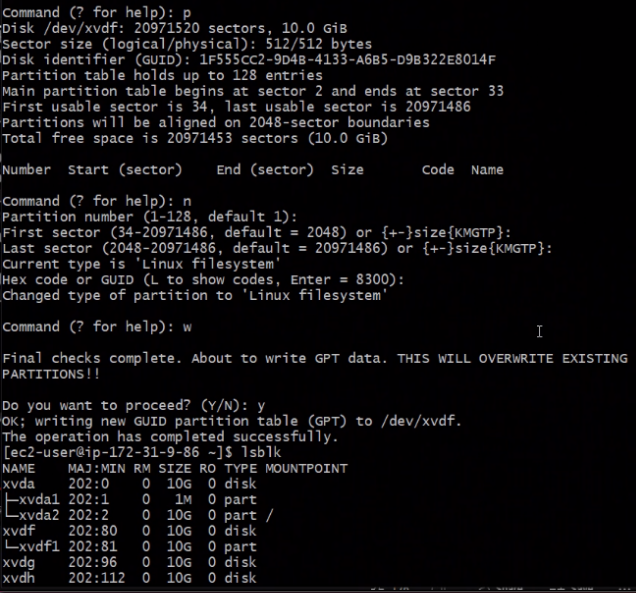 Command (? for help): p
Disk /dev/xvdf: 20971520 sectors, 10.0 GiB
Sector size (logical/physical): 512/512 bytes
Disk identifier (GUID): 1F555CC2-9D4B-4133-A6B5-D9B322E8014F
Partition table holds up to 128 entries
Main partition table begins at sector 2 and ends at sector 33
First usable sector is 34, last usable sector is 20971486
Partitions will be aligned on 2048-sector boundaries
Total free space is 20971453 sectors (10.0 GiB)
Number  Start (sector)    End (sector)  Size       Code  Name
Command (? for help): n
Partition number (1-128, default 1):
First sector (34-20971486, default = 2048) or {+-}size{KMGTP}:
Last sector (2048-20971486, default = 20971486) or {+-}size{KMGTP}:
Current type is 'Linux filesystem'
Hex code or GUID (L to show codes, Enter = 8300):
Changed type of partition to 'Linux filesystem'
Command (? for help): w
Final checks complete. About to write GPT data. THIS WILL OVERWRITE EXISTING
PARTITIONS!!
Do you want to proceed? (Y/N): y
OK; writing new GUID partition table (GPT) to /dev/xvdf.
The operation has completed successfully.
[ec2-user@ip-172-31-9-86 ~]$ lsblk
NAME    MAJ:MIN RM SIZE RO TYPE MOUNTPOINT
xvda    202:0    0  10G  0 disk
├─xvda1 202:1    0   1M  0 part
└─xvda2 202:2    0  10G  0 part /
xvdf    202:80   0  10G  0 disk
└─xvdf1 202:81   0  10G  0 part
xvdg    202:96   0  10G  0 disk
xvdh    202:112  0  10G  0 disk